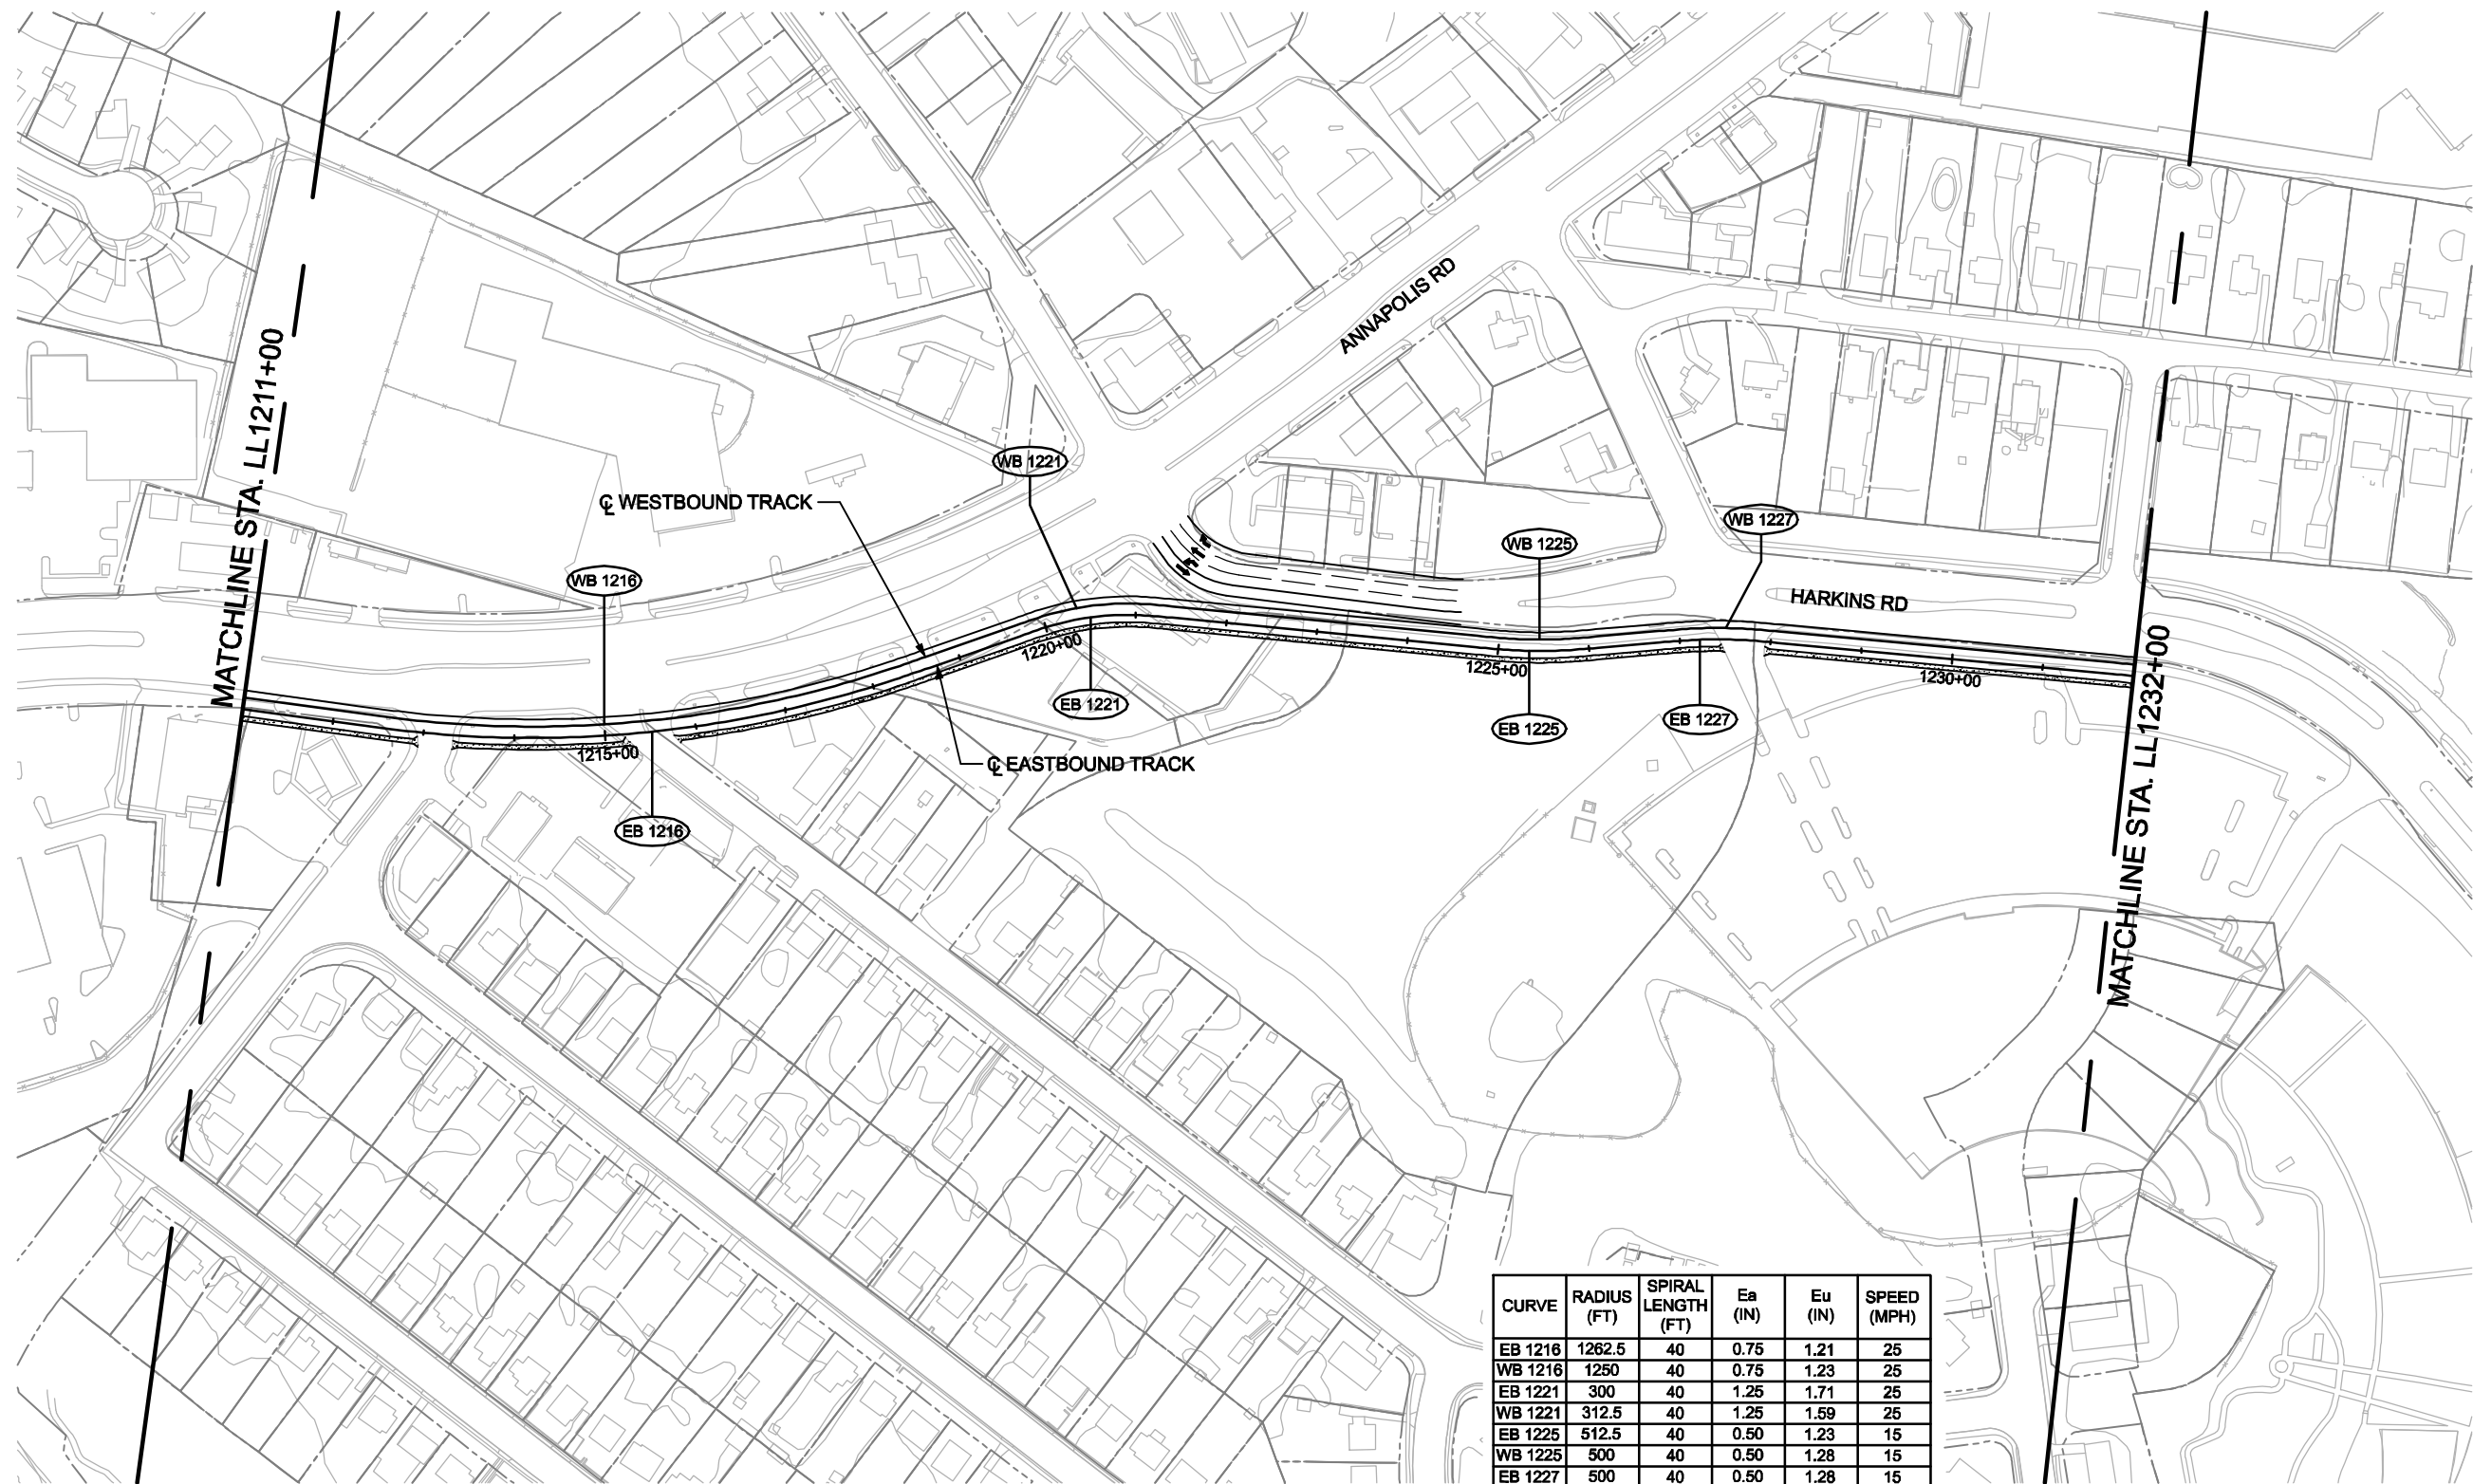 ANNAPOLIS RD
MATCHLINE STA. LL1211+00
WB 1221
℄ WESTBOUND TRACK
WB 1216
WB 1225
WB 1227
HARKINS RD
1220+00
1225+00
1230+00
EB 1221
EB 1225
EB 1227
1215+00
℄ EASTBOUND TRACK
EB 1216
MATCHLINE STA. LL1232+00
CURVE RADIUS (FT) SPIRAL LENGTH (FT) Ea (IN) Eu (IN) SPEED (MPH)
EB 1216 1262.5 40 0.75 1.21 25
WB 1216 1250 40 0.75 1.23 25
EB 1221 300 40 1.25 1.71 25
WB 1221 312.5 40 1.25 1.59 25
EB 1225 512.5 40 0.50 1.23 15
WB 1225 500 40 0.50 1.28 15
EB 1227 500 40 0.50 1.28 15